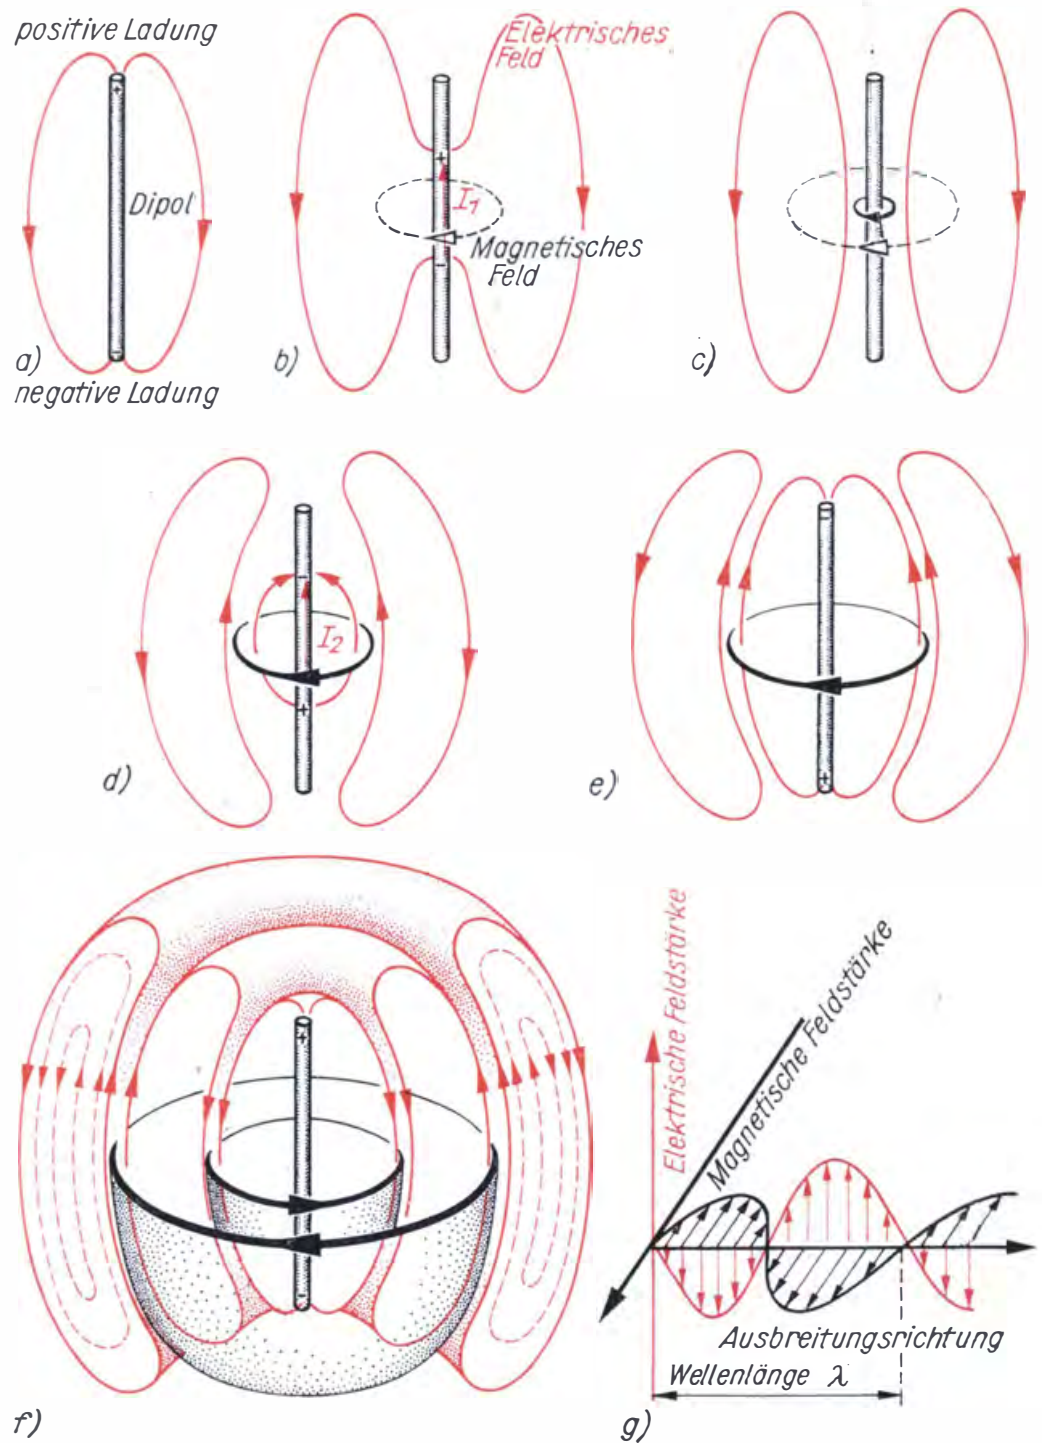 positive Ladung
+
Dipol
-
a)
negative Ladung
Elektrisches
Feld
+
I₁
Magnetisches
Feld
-
b)
c)
-
I₂
+
d)
-
+
e)
+
-
f)
Elektrische Feldstärke
Magnetische Feldstärke
Ausbreitungsrichtung
Wellenlänge λ
g)